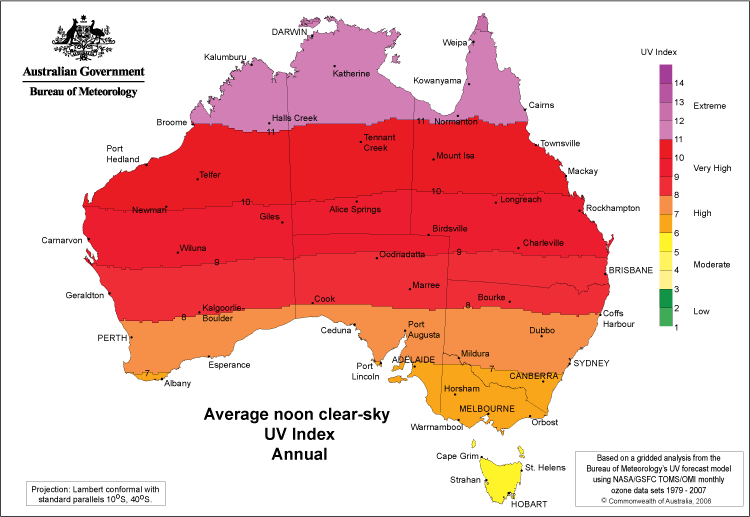 Australian Government
Bureau of Meteorology
DARWIN
Weipa
Kalumburu
Katherine
Kowanyama
Cairns
Broome
Halls Creek
11
11
Normanton
Tennant
Creek
Townsville
Port
Hedland
Mount Isa
Mackay
Telfer
10
10
Newman
Alice Springs
Longreach
Rockhampton
Giles
Carnarvon
Birdsville
Wiluna
Charleville
9
9
Oodnadatta
BRISBANE
Geraldton
Marree
Cook
Bourke
8
8
Kalgoorlie
Boulder
Coffs
Harbour
PERTH
Ceduna
Port
Augusta
Dubbo
Esperance
Mildura
SYDNEY
7
7
Albany
Port
Lincoln
ADELAIDE
CANBERRA
Horsham
MELBOURNE
Warrnambool
Orbost
Cape Grim
St. Helens
Strahan
HOBART
UV Index
14
13
12
11
10
9
8
7
6
5
4
3
2
1
Extreme
Very High
High
Moderate
Low
Average noon clear-sky
UV Index
Annual
Projection: Lambert conformal with
standard parallels 10°S, 40°S.
Based on a gridded analysis from the
Bureau of Meteorology's UV forecast model
using NASA/GSFC TOMS/OMI monthly
ozone data sets 1979 - 2007
© Commonwealth of Australia, 2008